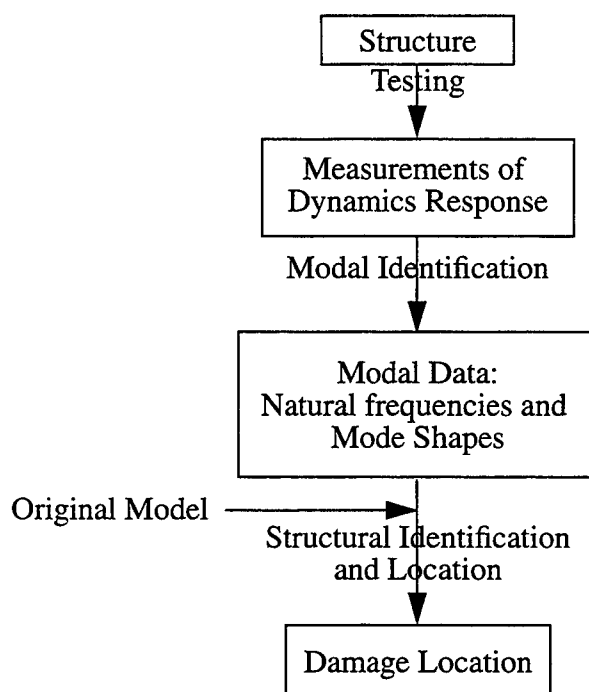 Structure
Testing
Measurements of
Dynamics Response
Modal Identification
Modal Data:
Natural frequencies and
Mode Shapes
Original Model
Structural Identification
and Location
Damage Location